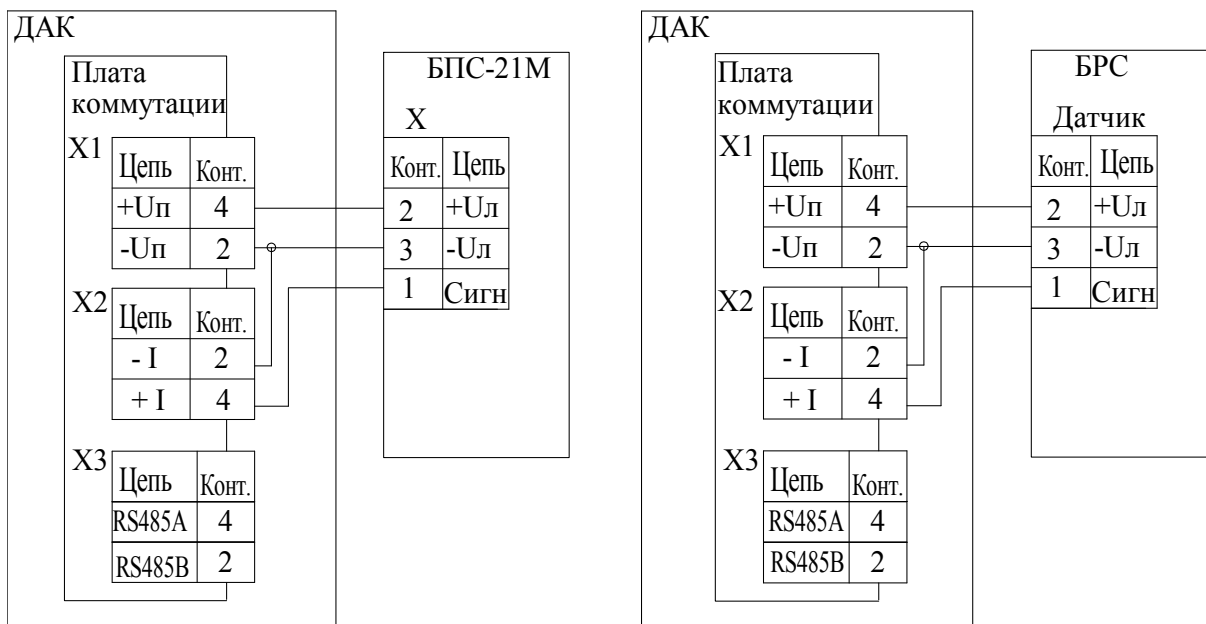 ДАК
Плата
коммутации
X1
Цепь Конт.
+Uп 4
-Uп 2
X2
Цепь Конт.
- I 2
+ I 4
X3
Цепь Конт.
RS485A 4
RS485B 2
БПС-21М
X
Конт. Цепь
2 +Uл
3 -Uл
1 Сигн
ДАК
Плата
коммутации
X1
Цепь Конт.
+Uп 4
-Uп 2
X2
Цепь Конт.
- I 2
+ I 4
X3
Цепь Конт.
RS485A 4
RS485B 2
БРС
Датчик
Конт. Цепь
2 +Uл
3 -Uл
1 Сигн